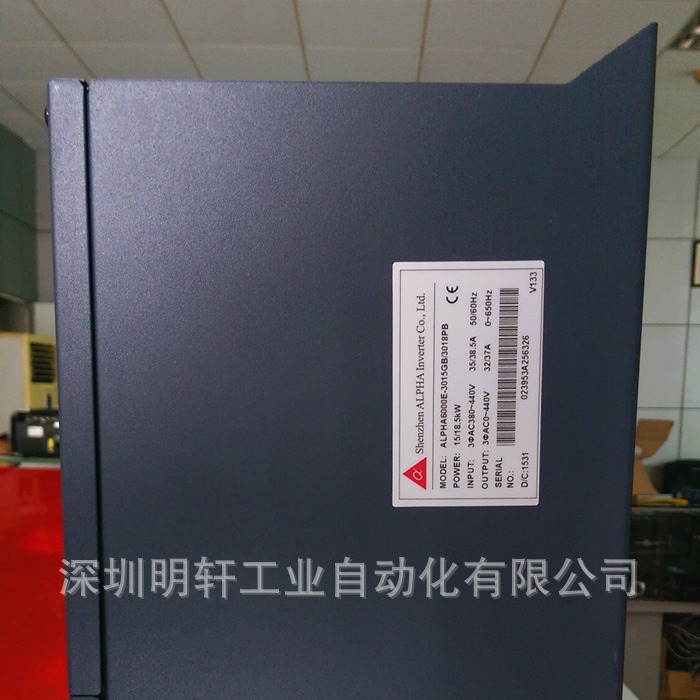 Shenzhen ALPHA Inverter Co., Ltd.
CE
MODEL: ALPHA6000E-3015GB/3018PB
POWER: 15/18.5kW
INPUT: 3ΦAC380~440V 35/38.5A 50/60Hz
OUTPUT: 3ΦAC0~440V 32/37A 0~650Hz
SERIAL
NO.: 023953A256326
D/C:1531 V133
深圳明轩工业自动化有限公司